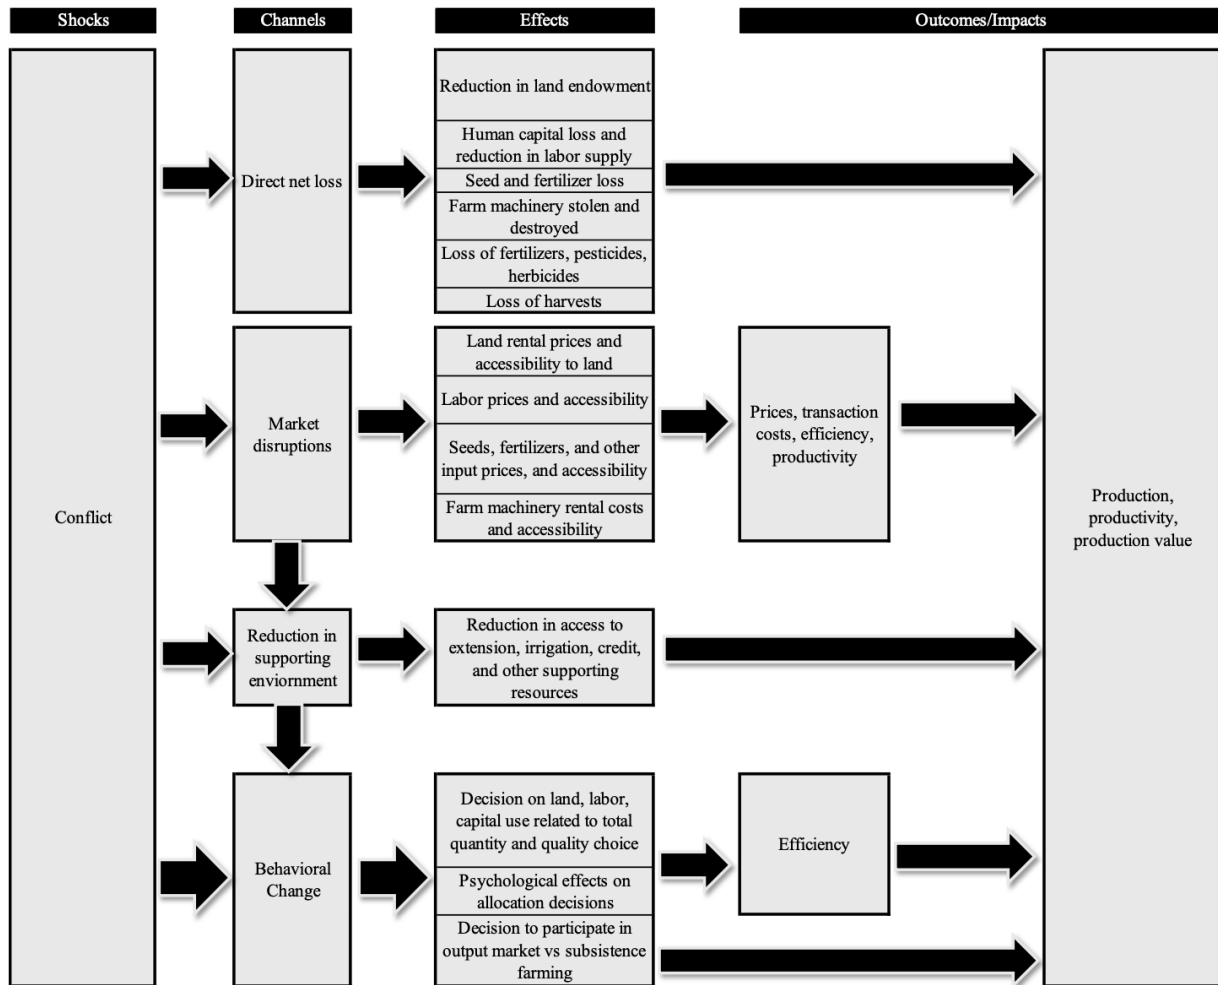 Shocks
Channels
Effects
Outcomes/Impacts
Conflict
Direct net loss
Reduction in land endowment
Human capital loss and
reduction in labor supply
Seed and fertilizer loss
Farm machinery stolen and
destroyed
Loss of fertilizers, pesticides,
herbicides
Loss of harvests
Market
disruptions
Land rental prices and
accessibility to land
Labor prices and accessibility
Seeds, fertilizers, and other
input prices, and accessibility
Farm machinery rental costs
and accessibility
Prices, transaction
costs, efficiency,
productivity
Reduction in
supporting
enviornment
Reduction in access to
extension, irrigation, credit,
and other supporting
resources
Behavioral
Change
Decision on land, labor,
capital use related to total
quantity and quality choice
Psychological effects on
allocation decisions
Decision to participate in
output market vs subsistence
farming
Efficiency
Production,
productivity,
production value